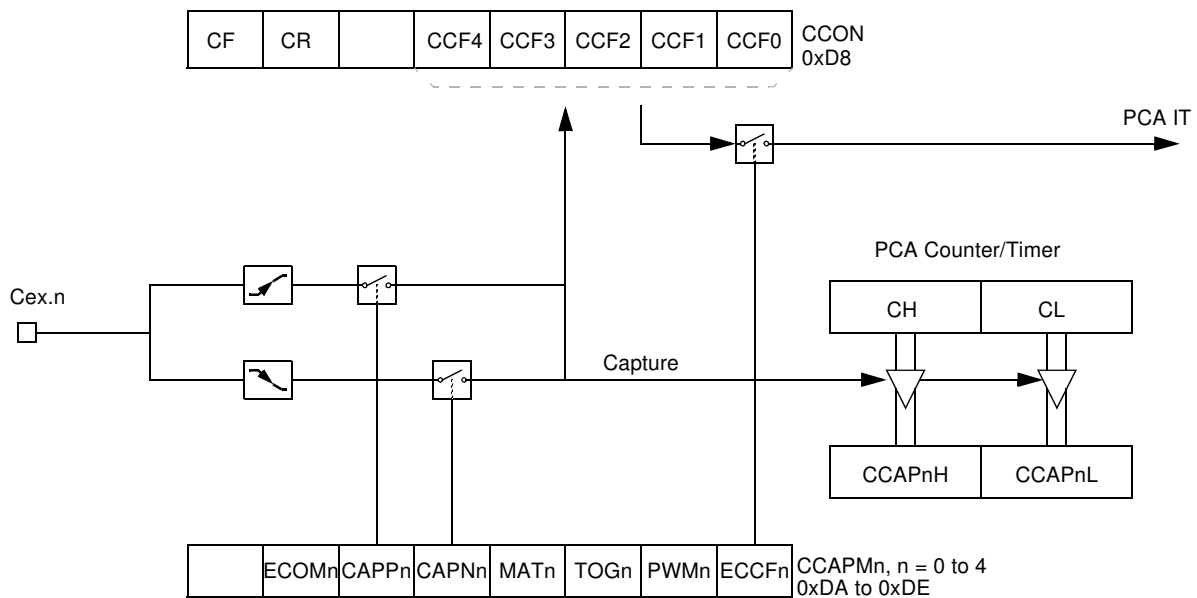 CF CR CCF4 CCF3 CCF2 CCF1 CCF0 CCON
0xD8
PCA IT
PCA Counter/Timer
Cex.n
CH CL
Capture
CCAPnH CCAPnL
ECOMn CAPPn CAPNn MATn TOGn PWMn ECCFn CCAPMn, n = 0 to 4
0xDA to 0xDE